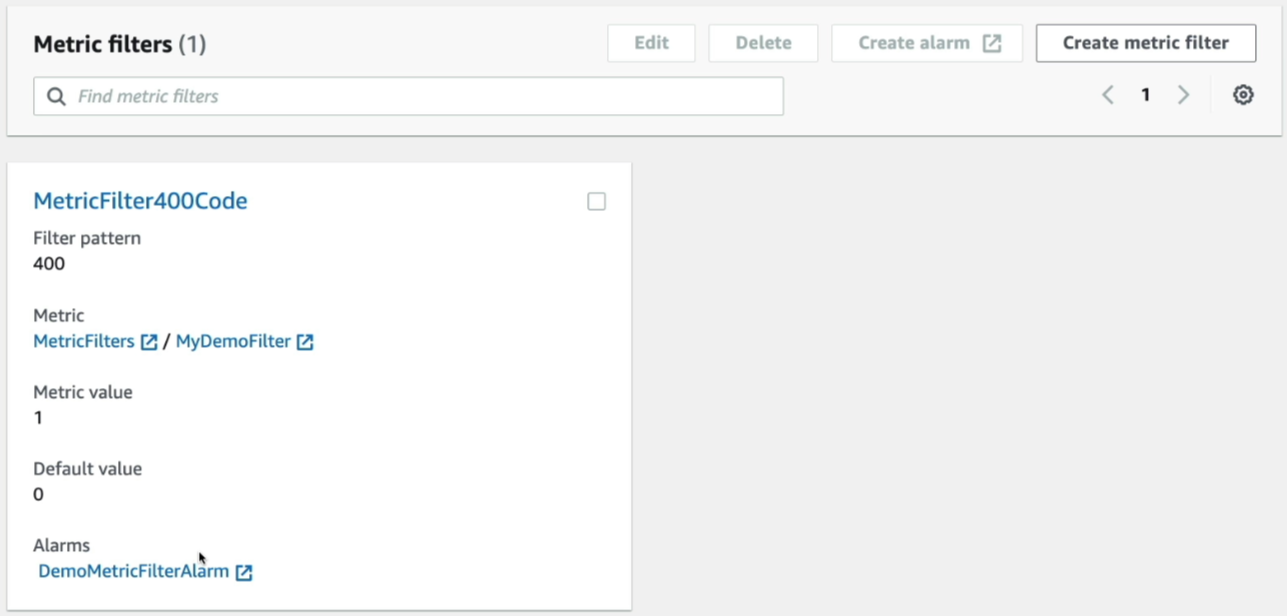 Metric filters (1)
Edit
Delete
Create alarm
Create metric filter
Find metric filters
1
MetricFilter400Code
Filter pattern
400
Metric
MetricFilters / MyDemoFilter
Metric value
1
Default value
0
Alarms
DemoMetricFilterAlarm